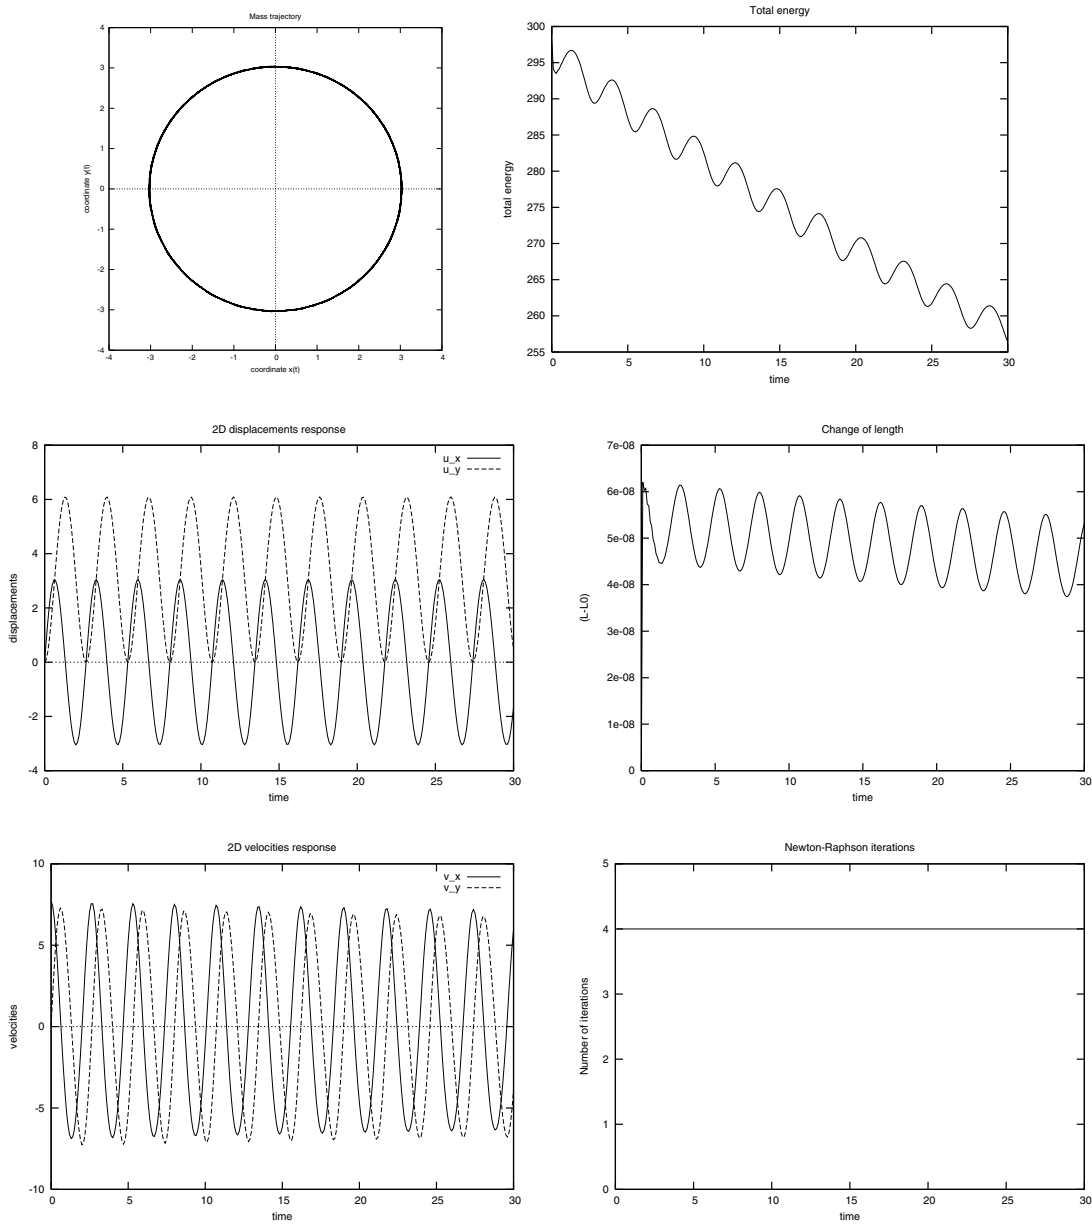 Mass trajectory
4
3
2
1
0
-1
-2
-3
-4
coordinate y(t)
-4 -3 -2 -1 0 1 2 3 4
coordinate x(t)
Total energy
300
295
290
285
280
275
270
265
260
255
total energy
0 5 10 15 20 25 30
time
2D displacements response
u_x
u_y
8
6
4
2
0
-2
-4
displacements
0 5 10 15 20 25 30
time
Change of length
7e-08
6e-08
5e-08
4e-08
3e-08
2e-08
1e-08
0
(L-L0)
0 5 10 15 20 25 30
time
2D velocities response
v_x
v_y
10
5
0
-5
-10
velocities
0 5 10 15 20 25 30
time
Newton-Raphson iterations
5
4
3
2
1
0
Number of iterations
0 5 10 15 20 25 30
time